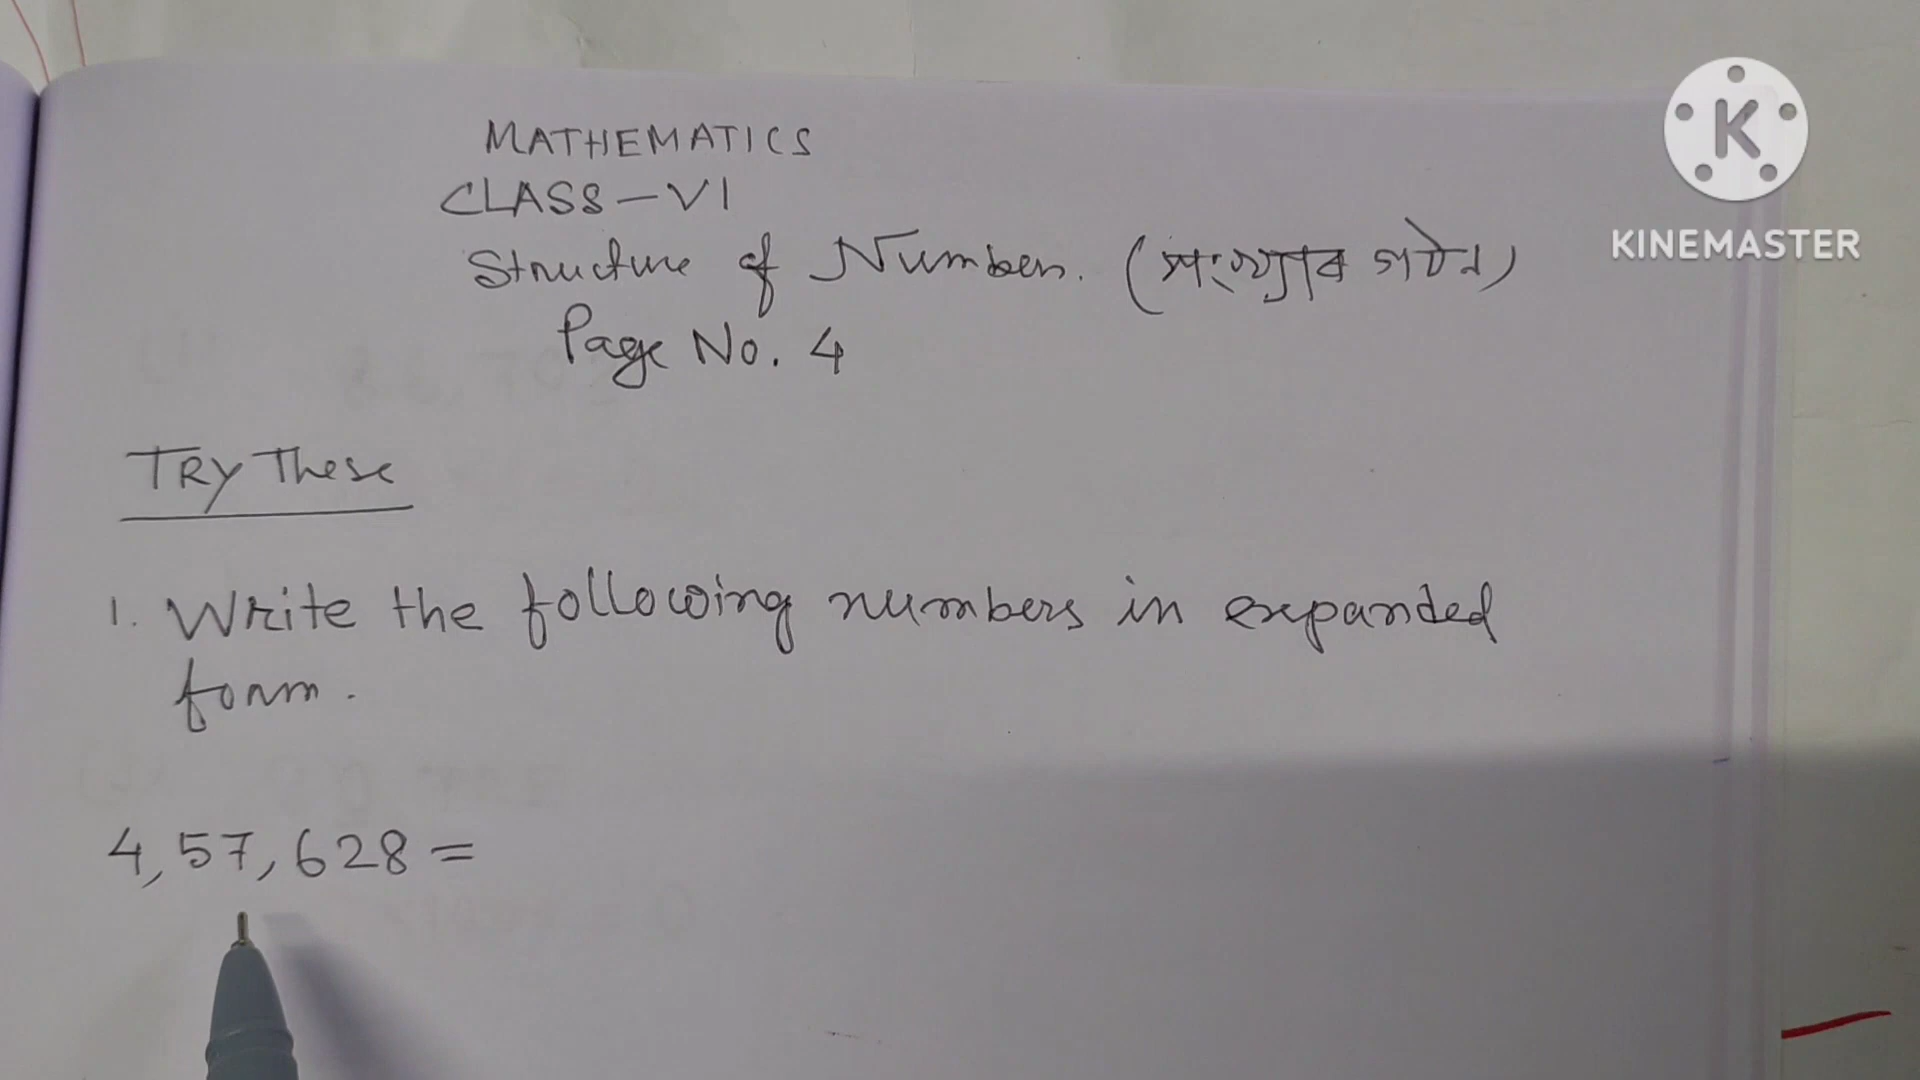 MATHEMATICS
CLASS-VI
Structure of Number. (সংখ্যাৰ গঠন)
Page No. 4
TRY These
1. Write the following numbers in expanded
form.
4,57,628=
K
KINEMASTER